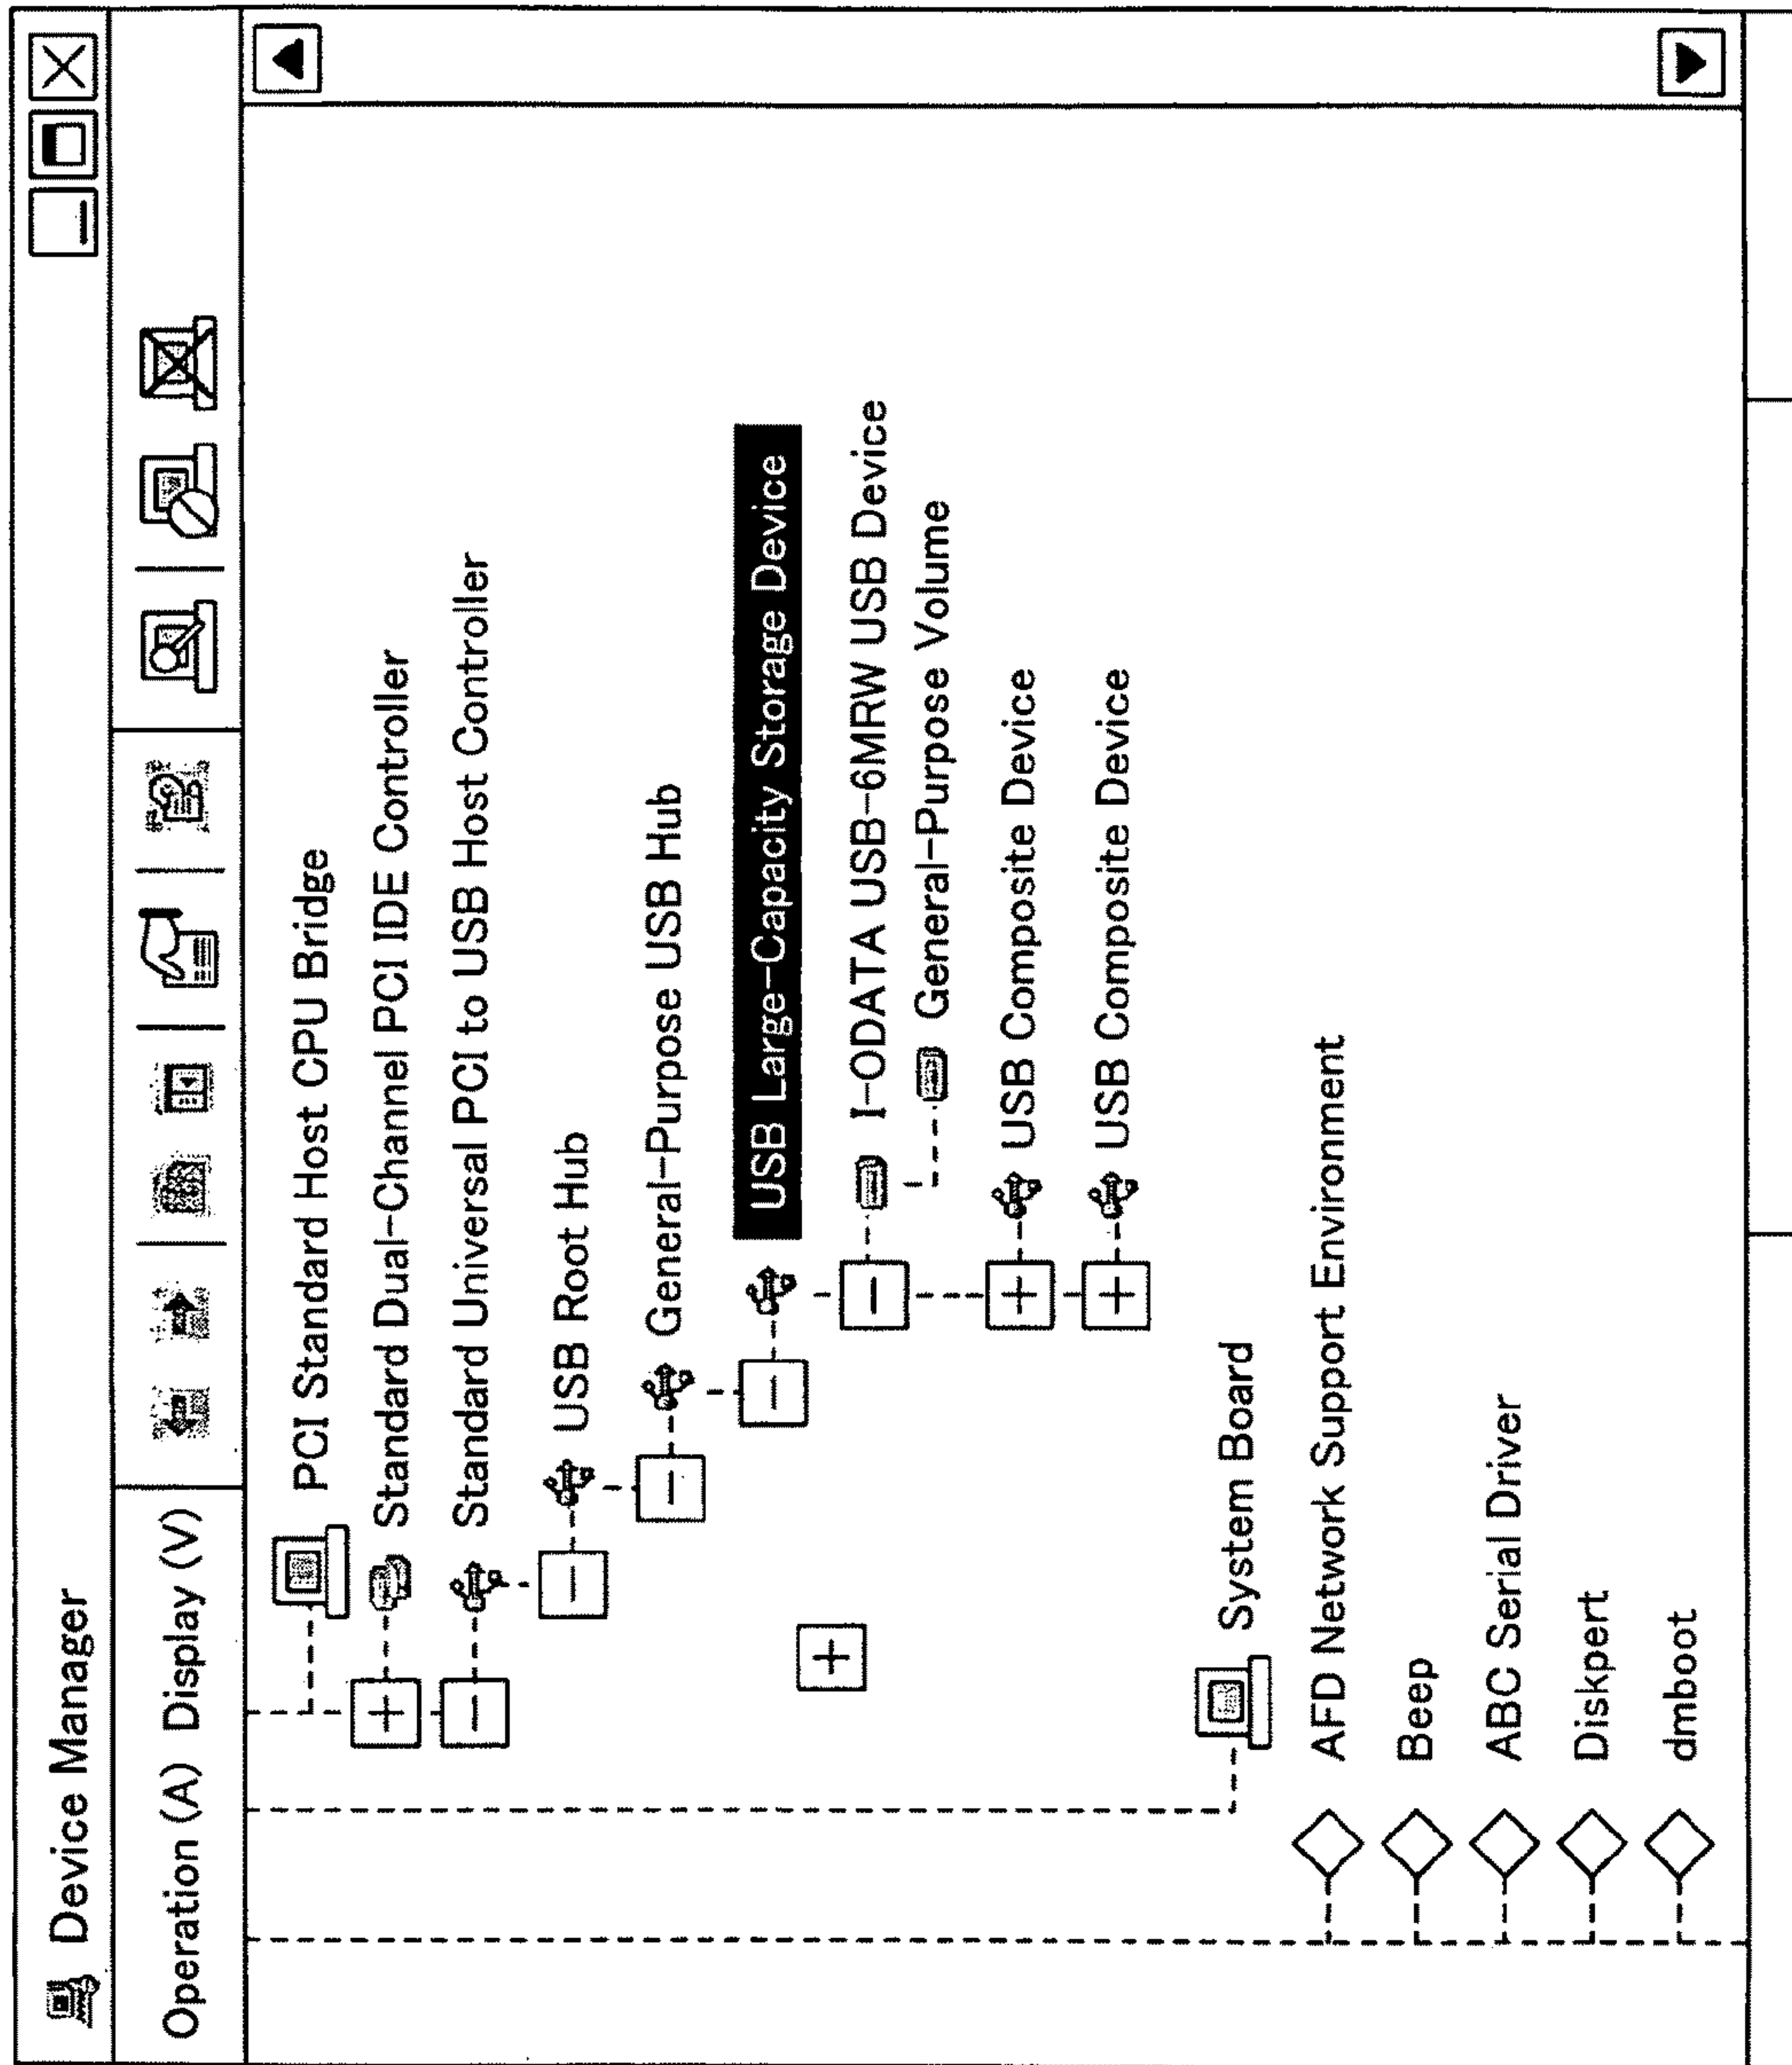 Device Manager
Operation (A) Display (V)
PCI Standard Host CPU Bridge
Standard Dual-Channel PCI IDE Controller
Standard Universal PCI to USB Host Controller
USB Root Hub
General-Purpose USB Hub
USB Large-Capacity Storage Device
I-ODATA USB-6MRW USB Device
General-Purpose Volume
USB Composite Device
USB Composite Device
System Board
AFD Network Support Environment
Beep
ABC Serial Driver
Diskpert
dmboot